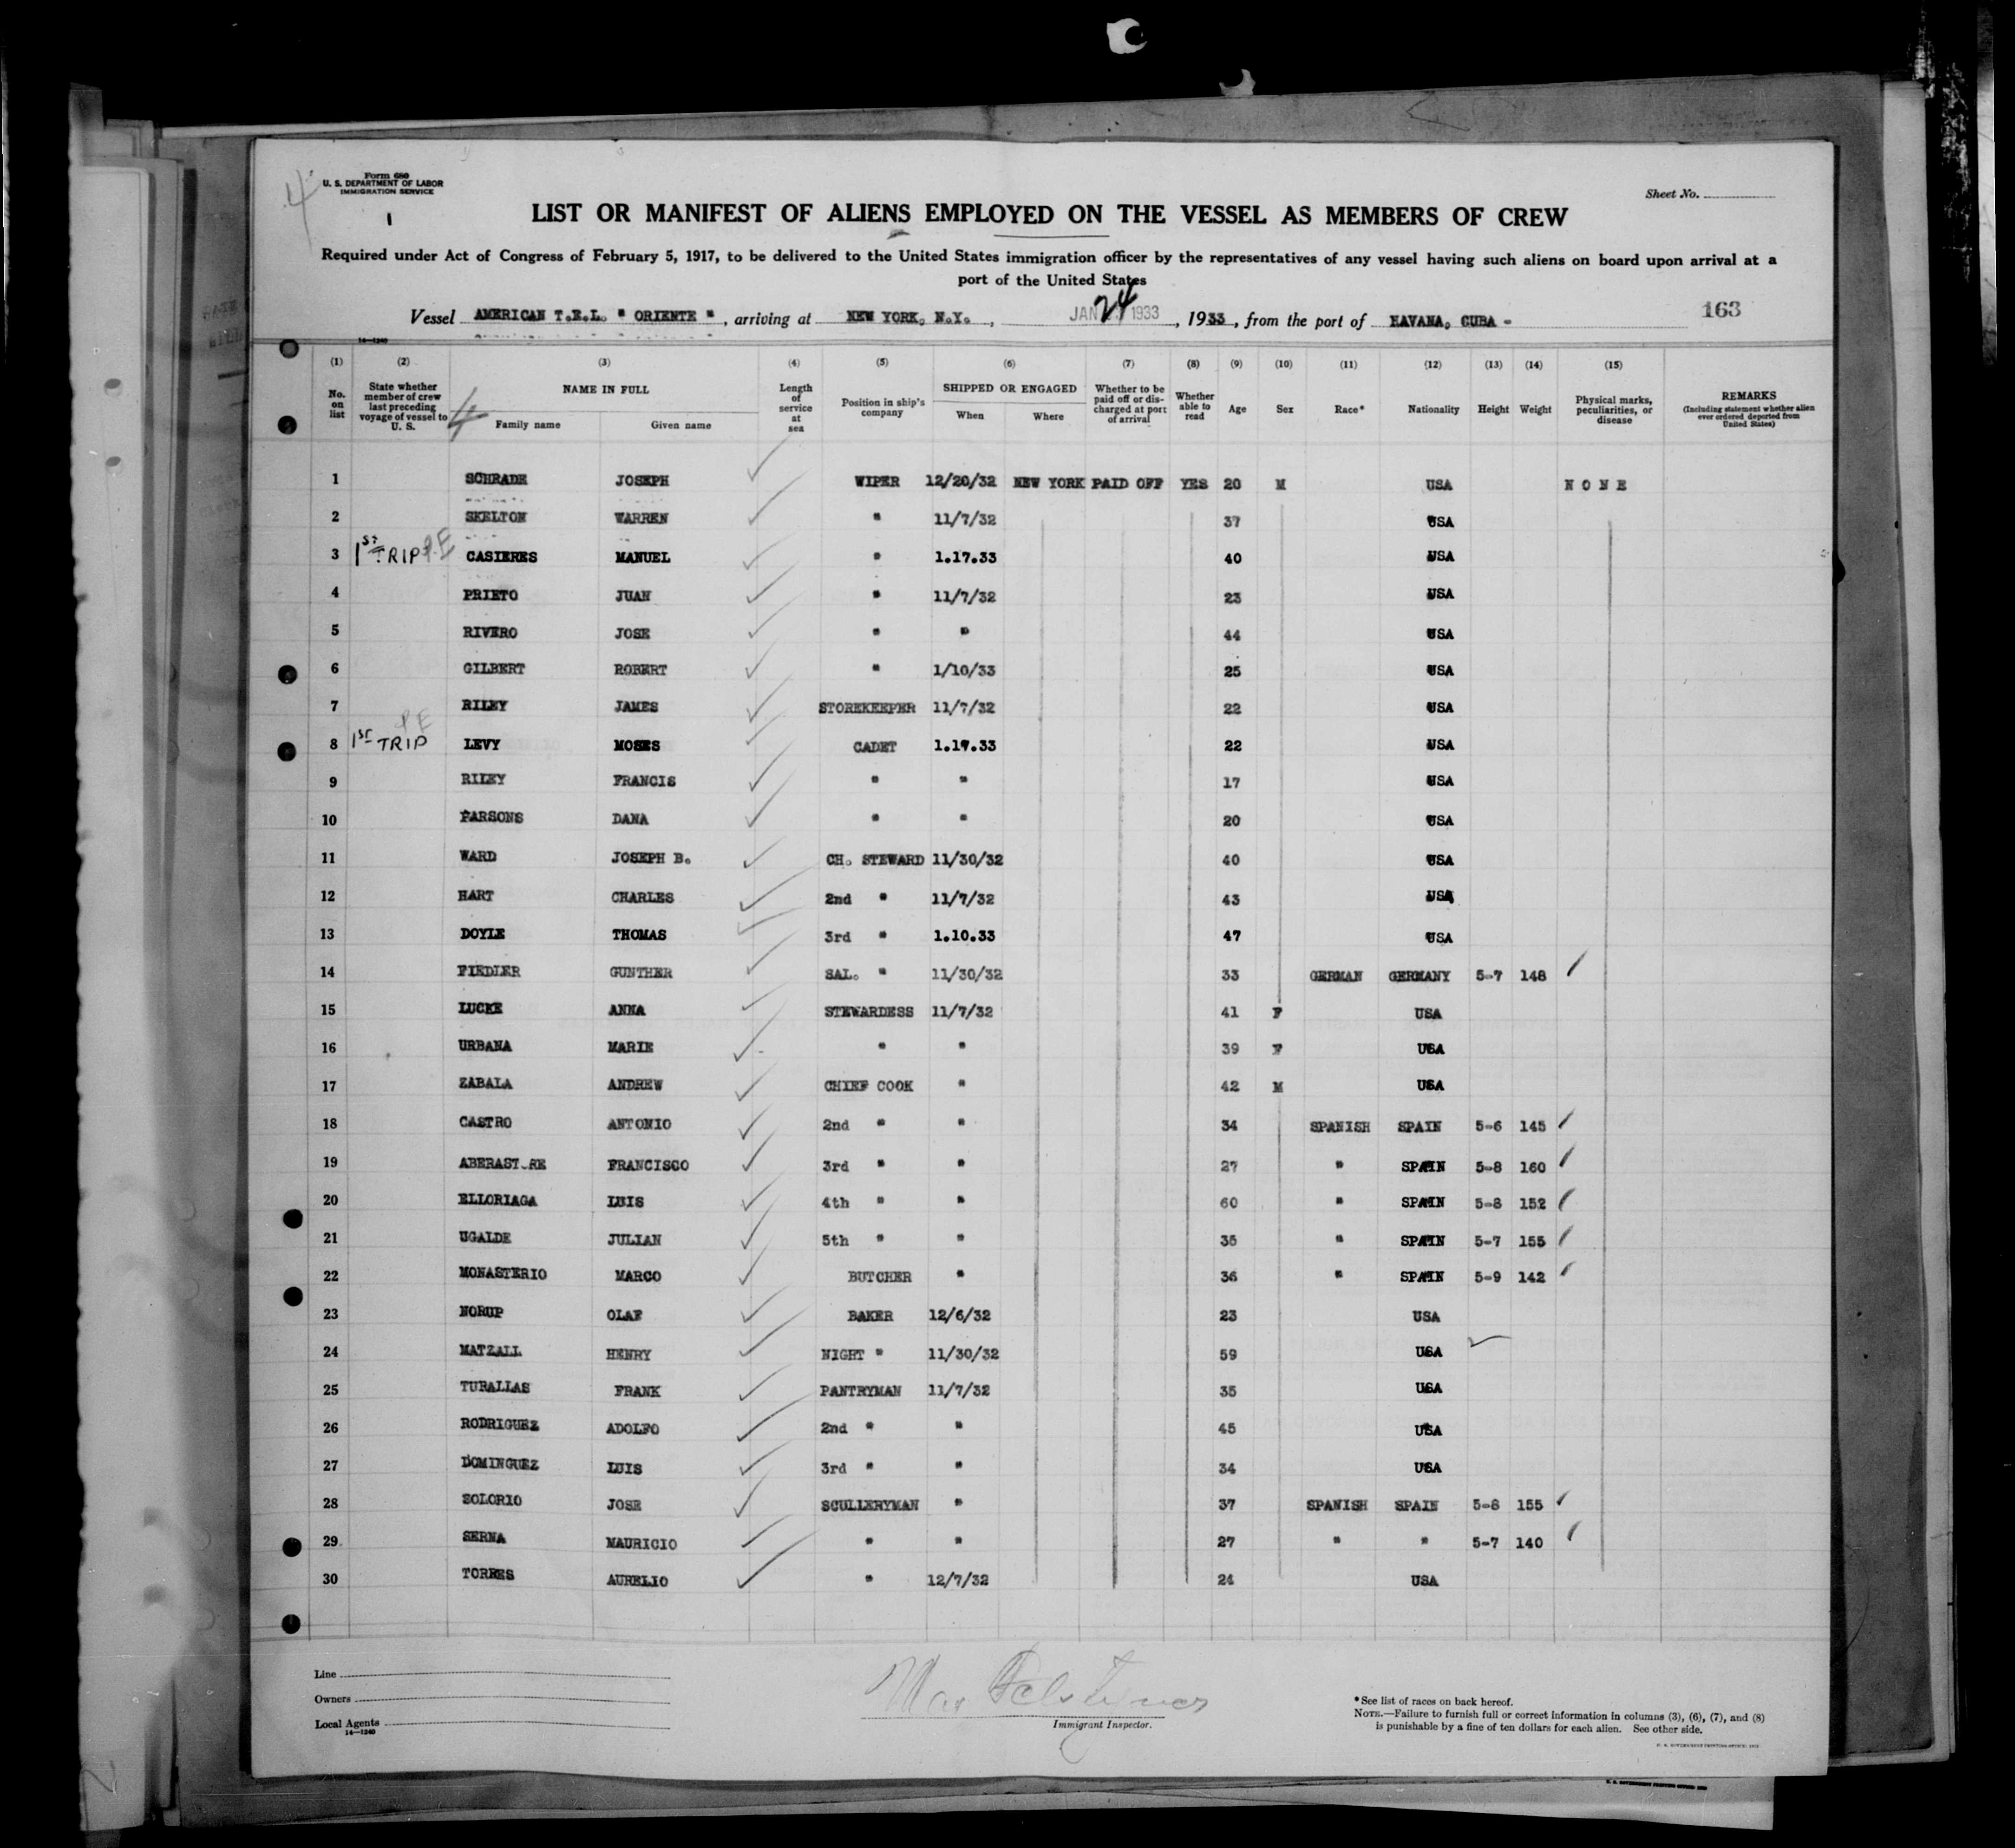 4
Form 680
U. S. DEPARTMENT OF LABOR
IMMIGRATION SERVICE
1
Sheet No.
LIST OR MANIFEST OF ALIENS EMPLOYED ON THE VESSEL AS MEMBERS OF CREW
Required under Act of Congress of February 5, 1917, to be delivered to the United States immigration officer by the representatives of any vessel having such aliens on board upon arrival at a
port of the United States
Vessel AMERICAN T.E.L. " ORIENTE ", arriving at NEW YORK, N.Y., JAN 24 1933, 1933, from the port of HAVANA, CUBA - 163
14—1240
(1) (2) (3) (4) (5) (6) (7) (8) (9) (10) (11) (12) (13) (14) (15)
No. on list State whether member of crew last preceding voyage of vessel to U. S. 4 NAME IN FULL Family name Given name Length of service at sea Position in ship's company SHIPPED OR ENGAGED When Where Whether to be paid off or discharged at port of arrival Whether able to read Age Sex Race* Nationality Height Weight Physical marks, peculiarities, or disease REMARKS (Including statement whether alien ever ordered deported from United States)
1 SCHRADE JOSEPH WIPER 12/20/32 NEW YORK PAID OFF YES 20 M USA NONE
2 SKELTON WARREN " 11/7/32 37 USA
3 1ST TRIP P.E CASIERES MANUEL " 1.17.33 40 USA
4 PRIETO JUAN " 11/7/32 23 USA
5 RIVERO JOSE " " 44 USA
6 GILBERT ROBERT " 1/10/33 25 USA
7 RILEY JAMES STOREKEEPER 11/7/32 22 USA
8 1ST TRIP P E LEVY MOSES CADET 1.17.33 22 USA
9 RILEY FRANCIS " " 17 USA
10 PARSONS DANA " " 20 USA
11 WARD JOSEPH B. CH. STEWARD 11/30/32 40 USA
12 HART CHARLES 2nd " 11/7/32 43 USA
13 DOYLE THOMAS 3rd " 1.10.33 47 USA
14 FIEDLER GUNTHER SAL. " 11/30/32 33 GERMAN GERMANY 5-7 148
15 LUCKE ANNA STEWARDESS 11/7/32 41 F USA
16 URBANA MARIE " " 39 F USA
17 ZABALA ANDREW CHIEF COOK " 42 M USA
18 CASTRO ANTONIO 2nd " " 34 SPANISH SPAIN 5-6 145
19 ABERAST.RE FRANCISCO 3rd " " 27 " SPAIN 5-8 160
20 ELLORIAGA LUIS 4th " " 60 " SPAIN 5-8 152
21 UGALDE JULIAN 5th " " 35 " SPAIN 5-7 155
22 MONASTERIO MARCO BUTCHER " 36 " SPAIN 5-9 142
23 NORUP OLAF BAKER 12/6/32 23 USA
24 MATZALL HENRY NIGHT " 11/30/32 59 USA
25 TURALLAS FRANK PANTRYMAN 11/7/32 35 USA
26 RODRIGUEZ ADOLFO 2nd " " 45 USA
27 DOMINGUEZ LUIS 3rd " " 34 USA
28 SOLORIO JOSE SCULLERYMAN " 37 SPANISH SPAIN 5-8 155
29 SERNA MAURICIO " " 27 " " 5-7 140
30 TORRES AURELIO " 12/7/32 24 USA
Line
Owners
Local Agents
14—1240
Immigrant Inspector.
*See list of races on back hereof.
NOTE.—Failure to furnish full or correct information in columns (3), (6), (7), and (8)
is punishable by a fine of ten dollars for each alien. See other side.